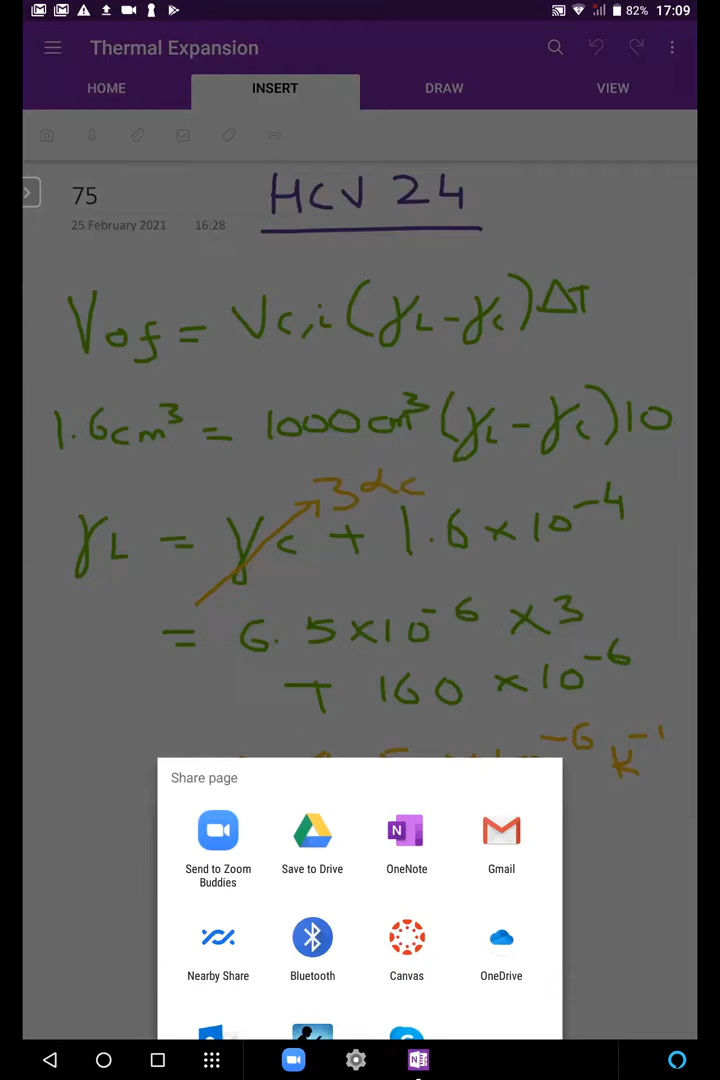 82% 17:09
Thermal Expansion
HOME INSERT DRAW VIEW
75
HCV 24
25 February 2021 16:28
Vof = Vc,i (γL - γc) ΔT
1.6cm³ = 1000cm³ (γL - γc) 10
3αc
γL = γc + 1.6 × 10⁻⁴
= 6.5×10⁻⁶ × 3
+ 160 × 10⁻⁶
⁻⁶ K⁻¹
Share page
Send to Zoom Buddies
Save to Drive
OneNote
Gmail
Nearby Share
Bluetooth
Canvas
OneDrive